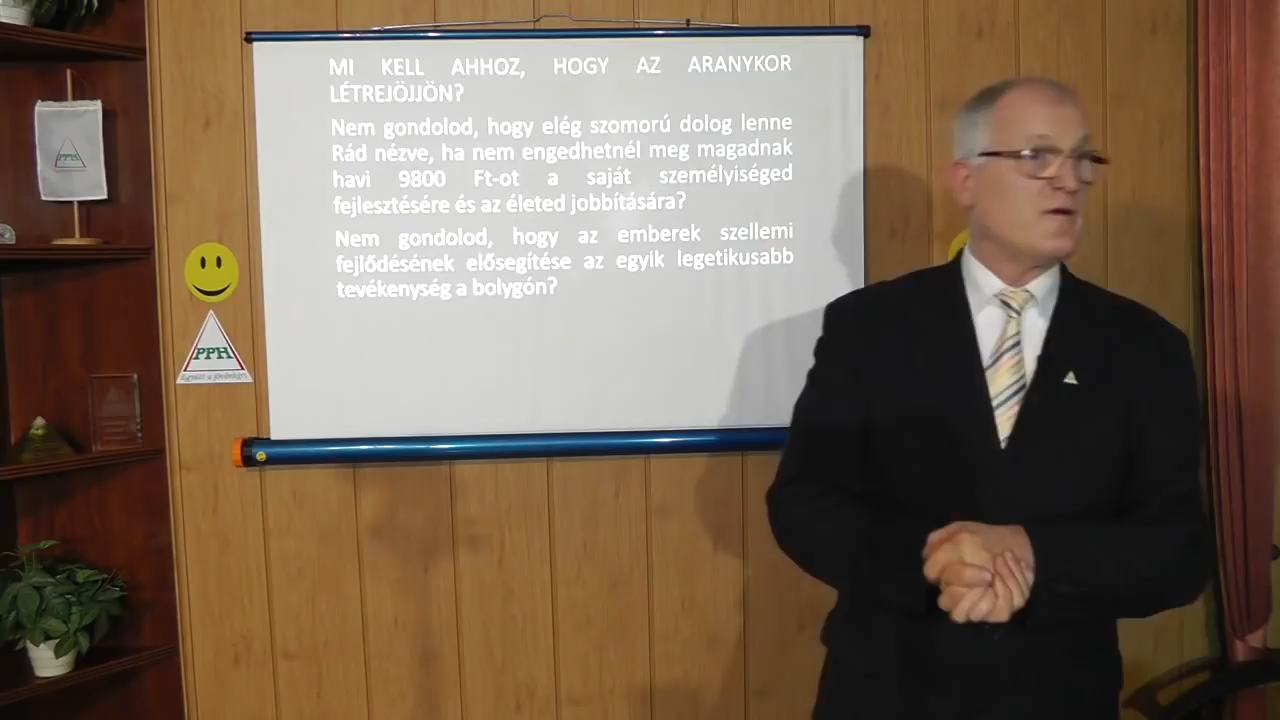 MI KELL AHHOZ, HOGY AZ ARANYKOR
LÉTREJÖJJÖN?
Nem gondolod, hogy elég szomorú dolog lenne
Rád nézve, ha nem engedhetnél meg magadnak
havi 9800 Ft-ot a saját személyiséged
fejlesztésére és az életed jobbítására?
Nem gondolod, hogy az emberek szellemi
fejlődésének elősegítése az egyik legetikusabb
tevékenység a bolygón?
PPH
PPH
Együtt a jövőnkért